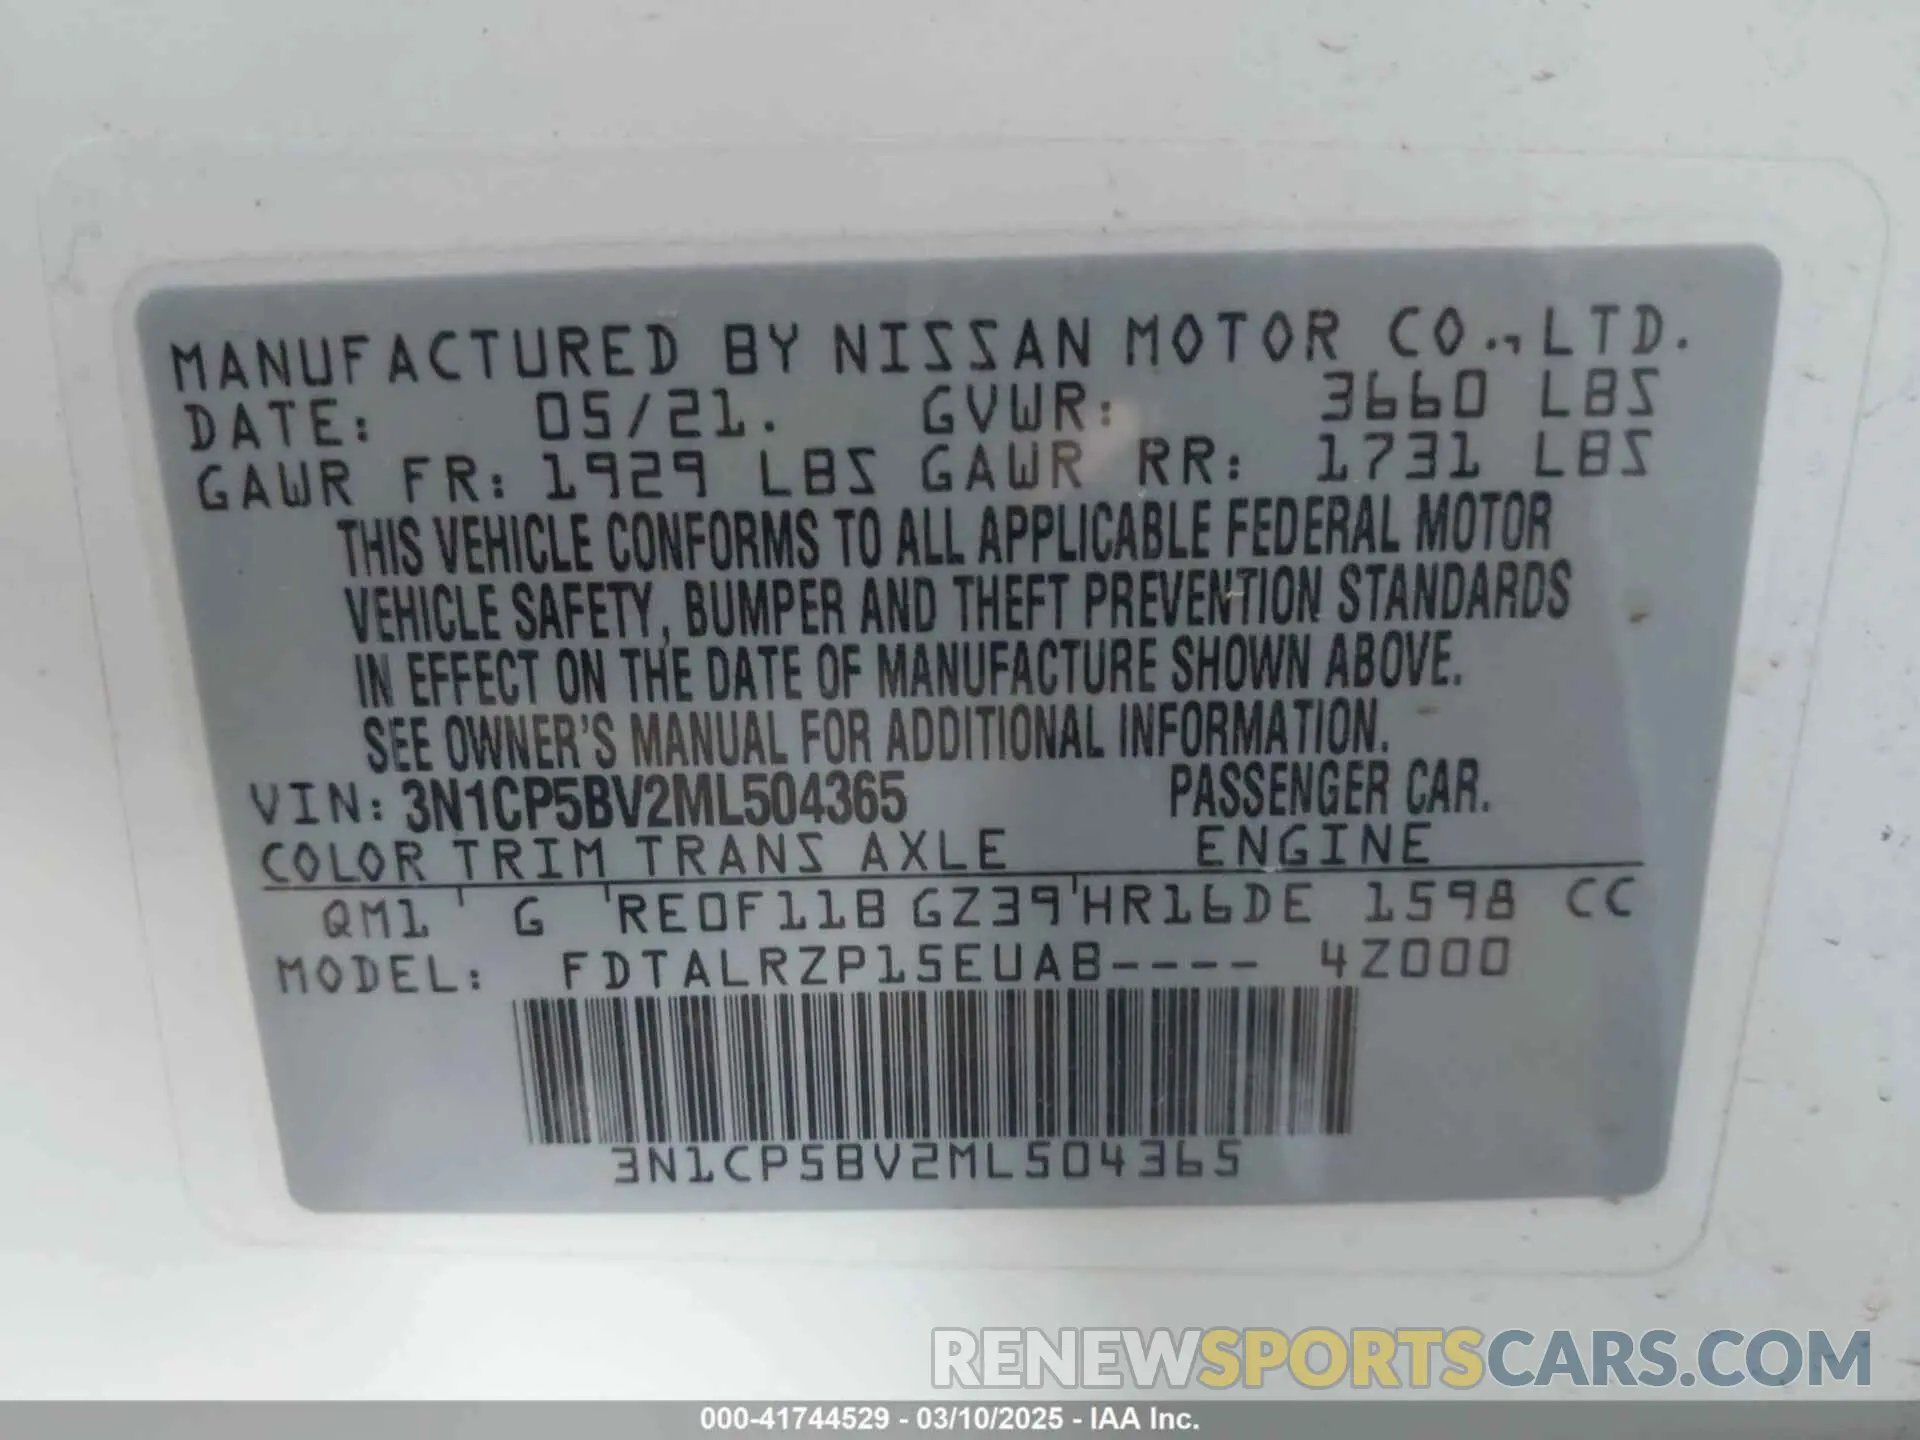 MANUFACTURED BY NISSAN MOTOR CO., LTD.
DATE: 05/21. GVWR: 3660 LBS
GAWR FR: 1929 LBS GAWR RR: 1731 LBS
THIS VEHICLE CONFORMS TO ALL APPLICABLE FEDERAL MOTOR
VEHICLE SAFETY, BUMPER AND THEFT PREVENTION STANDARDS
IN EFFECT ON THE DATE OF MANUFACTURE SHOWN ABOVE.
SEE OWNER'S MANUAL FOR ADDITIONAL INFORMATION.
VIN: 3N1CP5BV2ML504365 PASSENGER CAR.
COLOR TRIM TRANS AXLE ENGINE
QM1 ' G ' RE0F11B GZ39 ' HR16DE 1598 CC
MODEL: FDTALRZP15EUAB---- 4Z000
3N1CP5BV2ML504365
RENEWSPORTSCARS.COM
000-41744529 - 03/10/2025 - IAA Inc.